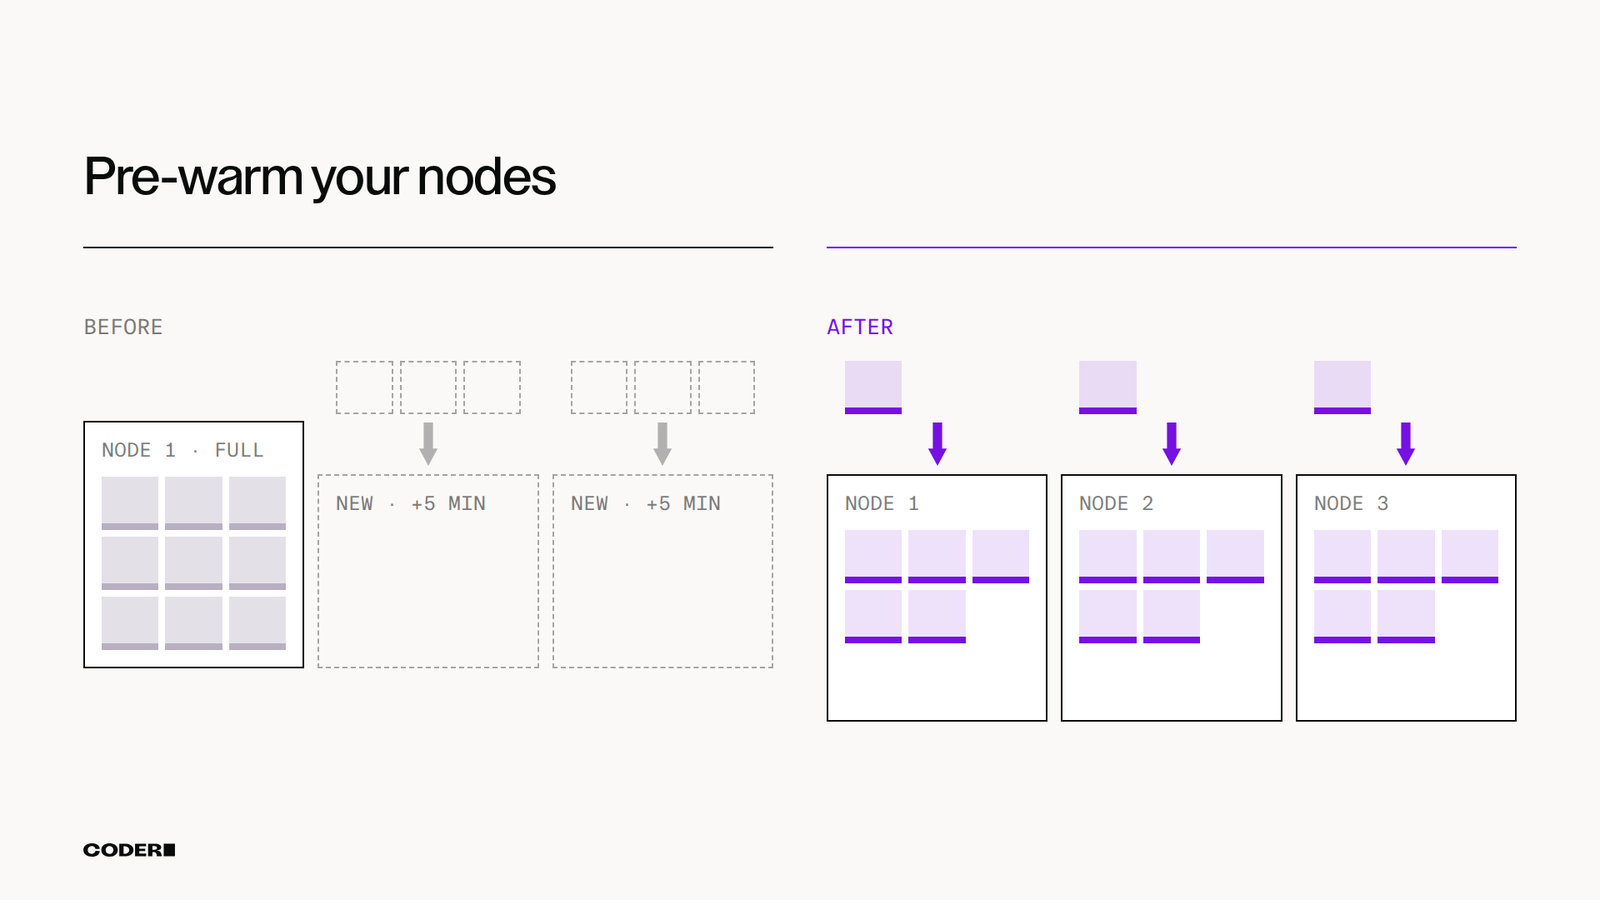 Pre-warm your nodes
BEFORE
NODE 1 · FULL
NEW · +5 MIN
NEW · +5 MIN
AFTER
NODE 1
NODE 2
NODE 3
CODER